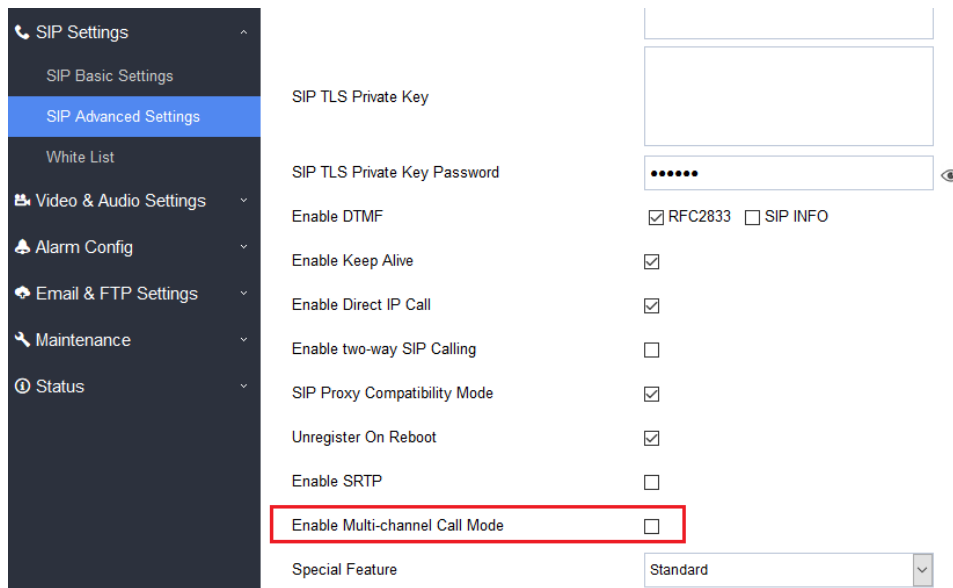 SIP Settings
SIP Basic Settings
SIP Advanced Settings
White List
Video & Audio Settings
Alarm Config
Email & FTP Settings
Maintenance
Status
SIP TLS Private Key
SIP TLS Private Key Password ••••••
Enable DTMF RFC2833 SIP INFO
Enable Keep Alive
Enable Direct IP Call
Enable two-way SIP Calling
SIP Proxy Compatibility Mode
Unregister On Reboot
Enable SRTP
Enable Multi-channel Call Mode
Special Feature Standard